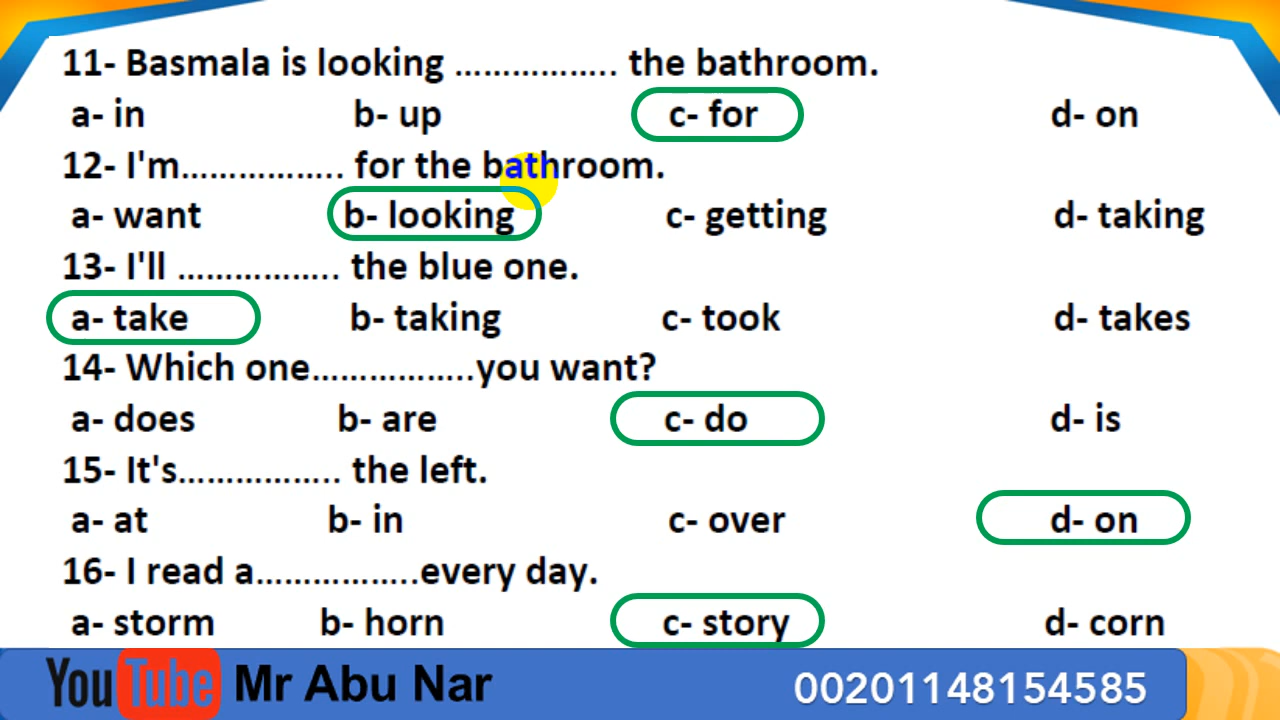 11- Basmala is looking ................ the bathroom.
a- in b- up c- for d- on
12- I'm................ for the bathroom.
a- want b- looking c- getting d- taking
13- I'll ................ the blue one.
a- take b- taking c- took d- takes
14- Which one................you want?
a- does b- are c- do d- is
15- It's................ the left.
a- at b- in c- over d- on
16- I read a................every day.
a- storm b- horn c- story d- corn
YouTube Mr Abu Nar 00201148154585